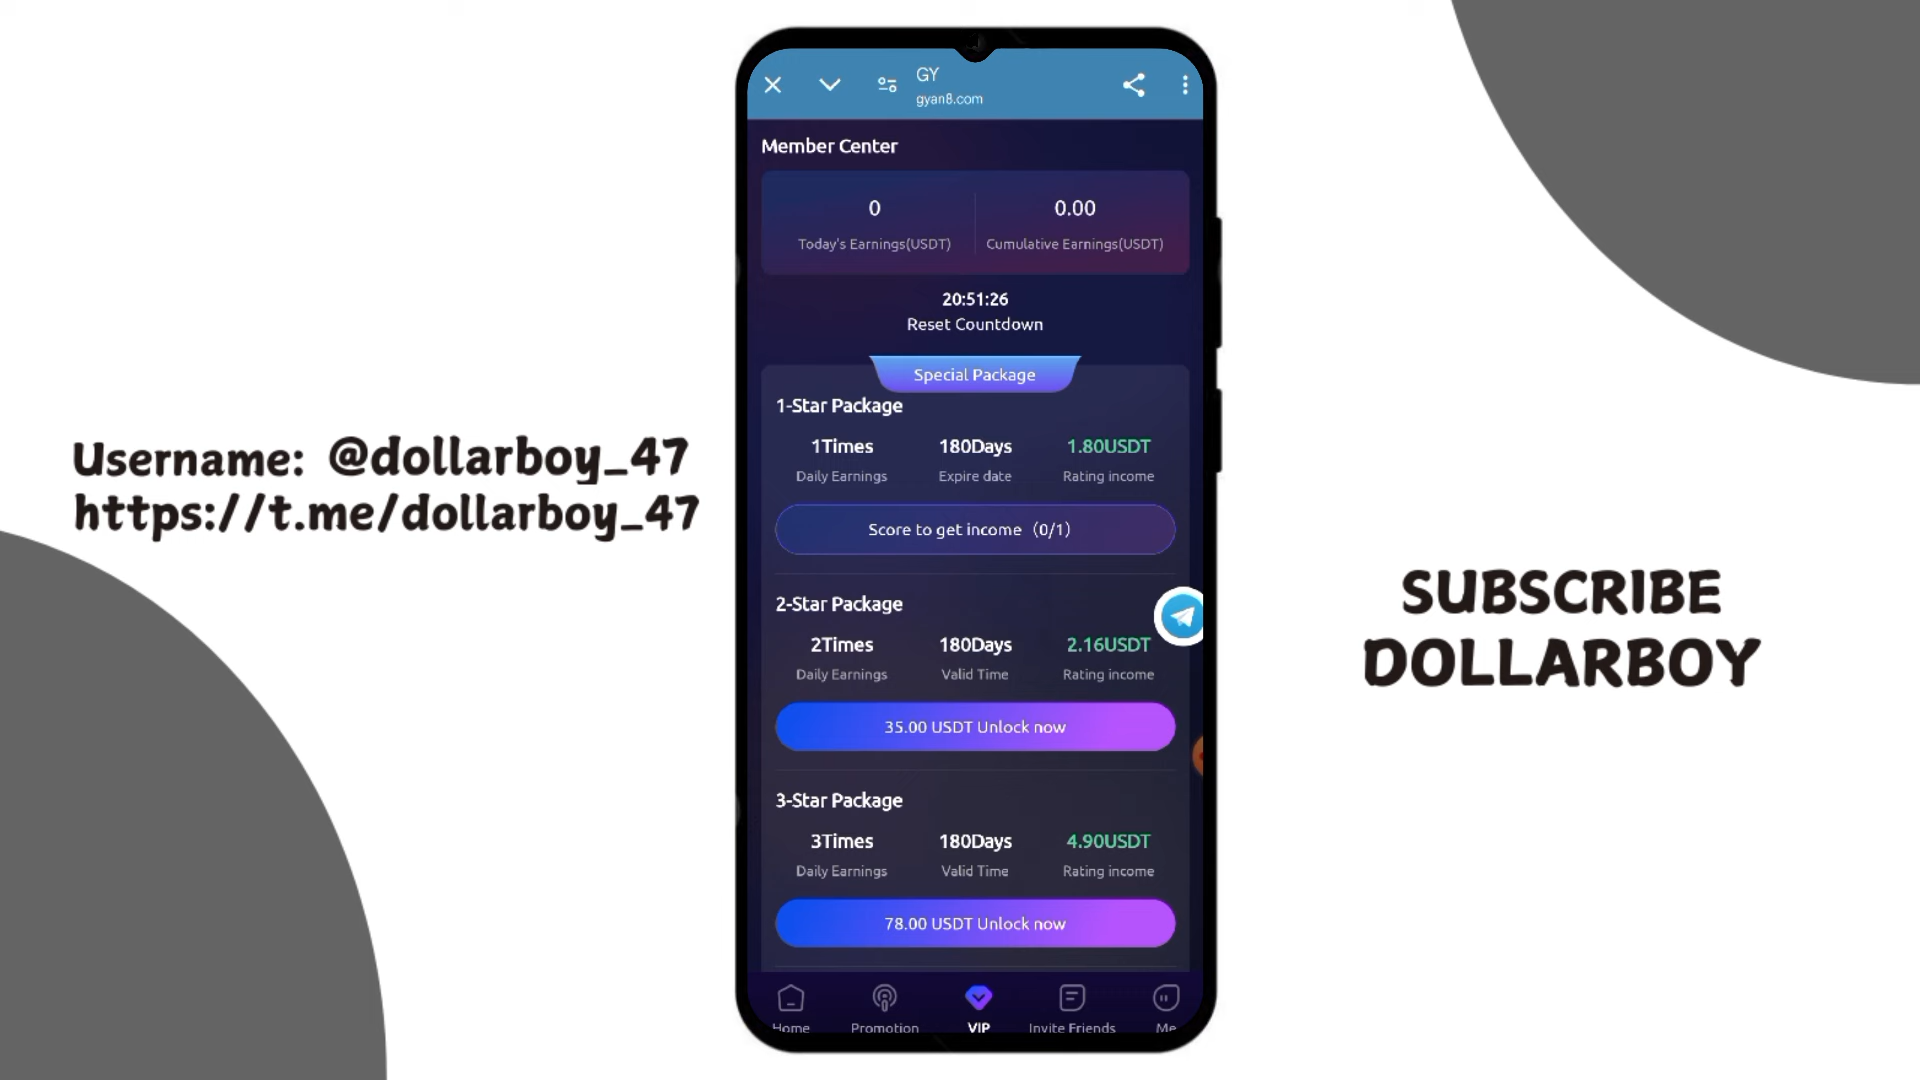 GY
gyan8.com
Member Center
0
0.00
Today's Earnings(USDT)
Cumulative Earnings(USDT)
20:51:26
Reset Countdown
Special Package
1-Star Package
1Times
180Days
1.80USDT
Daily Earnings
Expire date
Rating income
Score to get income (0/1)
2-Star Package
2Times
180Days
2.16USDT
Daily Earnings
Valid Time
Rating income
35.00 USDT Unlock now
3-Star Package
3Times
180Days
4.90USDT
Daily Earnings
Valid Time
Rating income
78.00 USDT Unlock now
Home
Promotion
VIP
Invite Friends
Me
Username: @dollarboy_47
https://t.me/dollarboy_47
SUBSCRIBE
DOLLARBOY